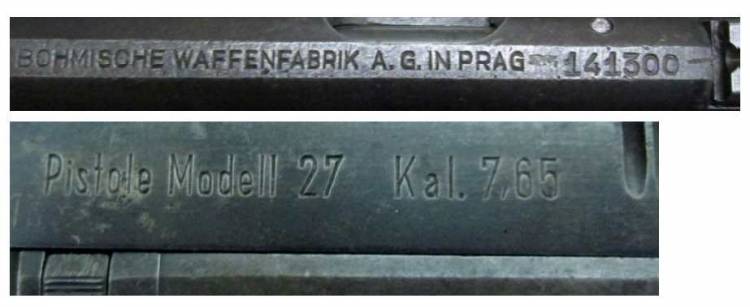 BÖHMISCHE WAFFENFABRIK A. G. IN PRAG 141300
Pistole Modell 27 Kal. 7,65